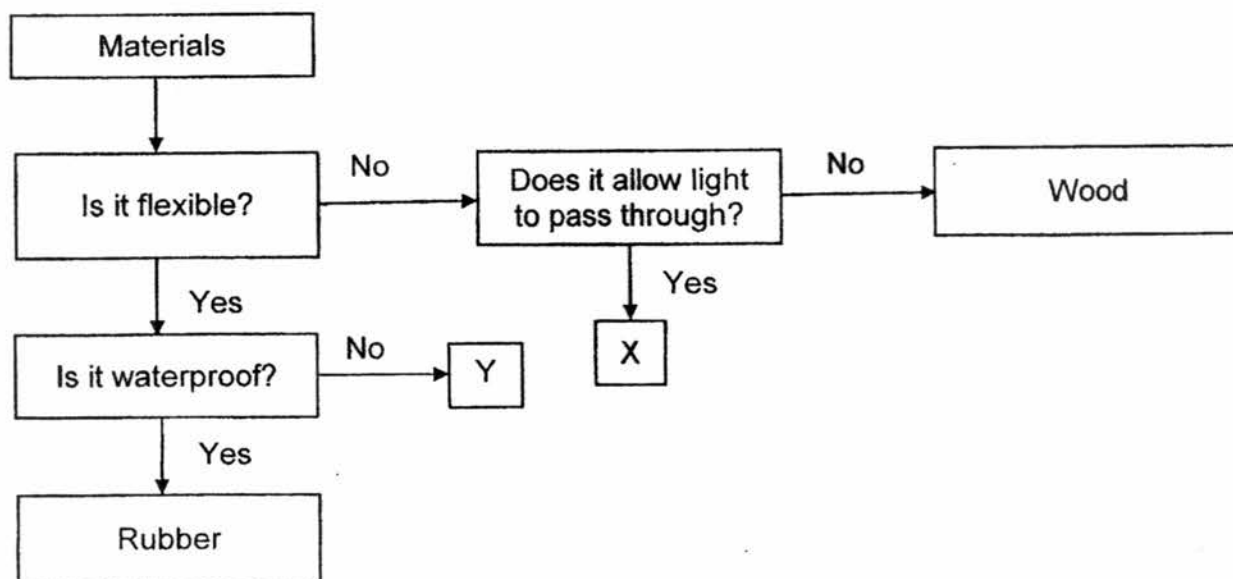 Materials
Is it flexible?
No
Does it allow light
to pass through?
No
Wood
Yes
Yes
X
Is it waterproof?
No
Y
Yes
Rubber